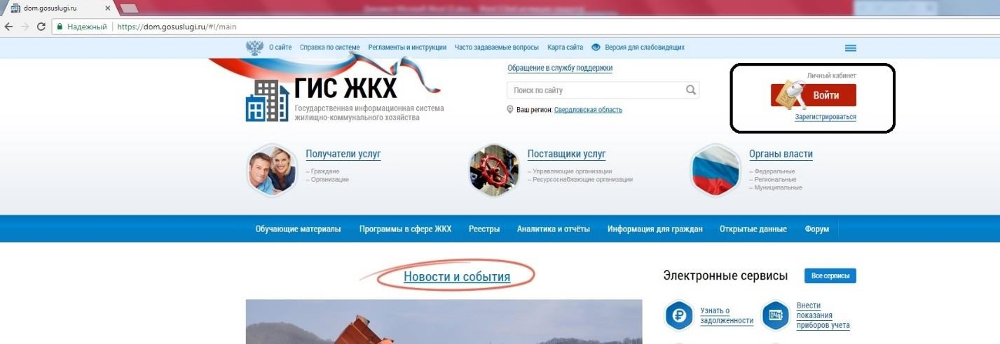 dom.gosuslugi.ru
Надежный https://dom.gosuslugi.ru/#!/main
О сайте Справка по системе Регламенты и инструкции Часто задаваемые вопросы Карта сайта Версия для слабовидящих
ГИС ЖКХ
Государственная информационная система
жилищно-коммунального хозяйства
Обращение в службу поддержки
Поиск по сайту
Ваш регион: Свердловская область
Личный кабинет
Войти
Зарегистрироваться
Получатели услуг
– Граждане
– Организации
Поставщики услуг
– Управляющие организации
– Ресурсоснабжающие организации
Органы власти
– Федеральные
– Региональные
– Муниципальные
Обучающие материалы Программы в сфере ЖКХ Реестры Аналитика и отчёты Информация для граждан Открытые данные Форум
Новости и события
Электронные сервисы
Все сервисы
Узнать о
задолженности
Внести
показания
приборов учета